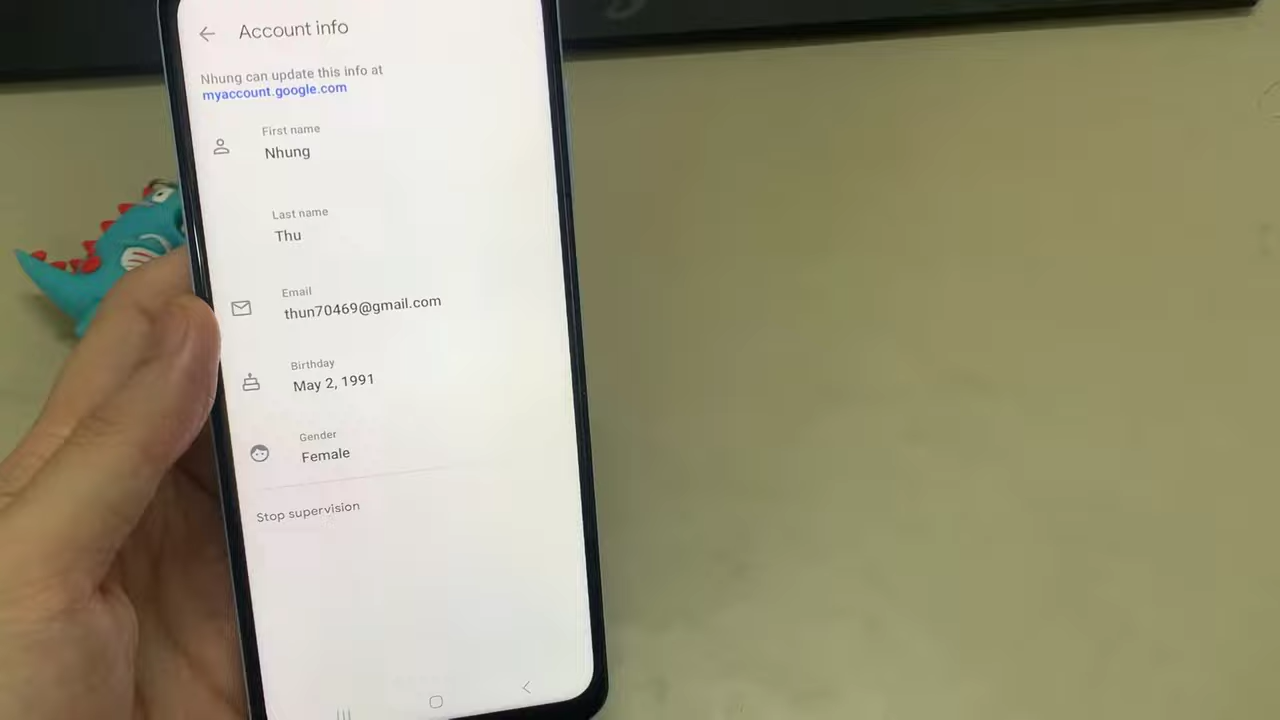 Account info
Nhung can update this info at
myaccount.google.com
First name
Nhung
Last name
Thu
Email
thun70469@gmail.com
Birthday
May 2, 1991
Gender
Female
Stop supervision